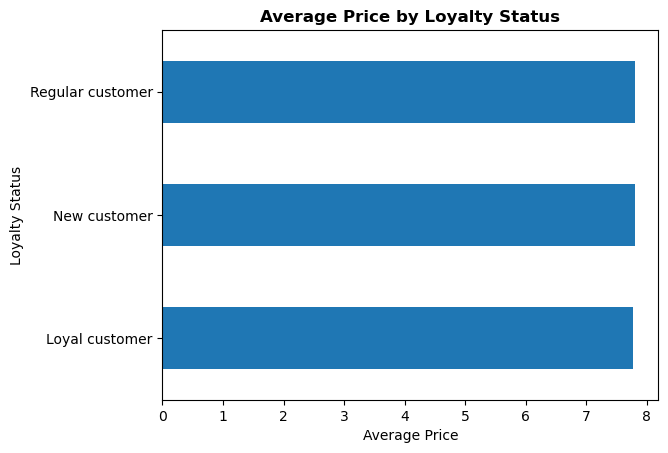 Average Price by Loyalty Status
Loyalty Status
Regular customer
New customer
Loyal customer
0 1 2 3 4 5 6 7 8
Average Price